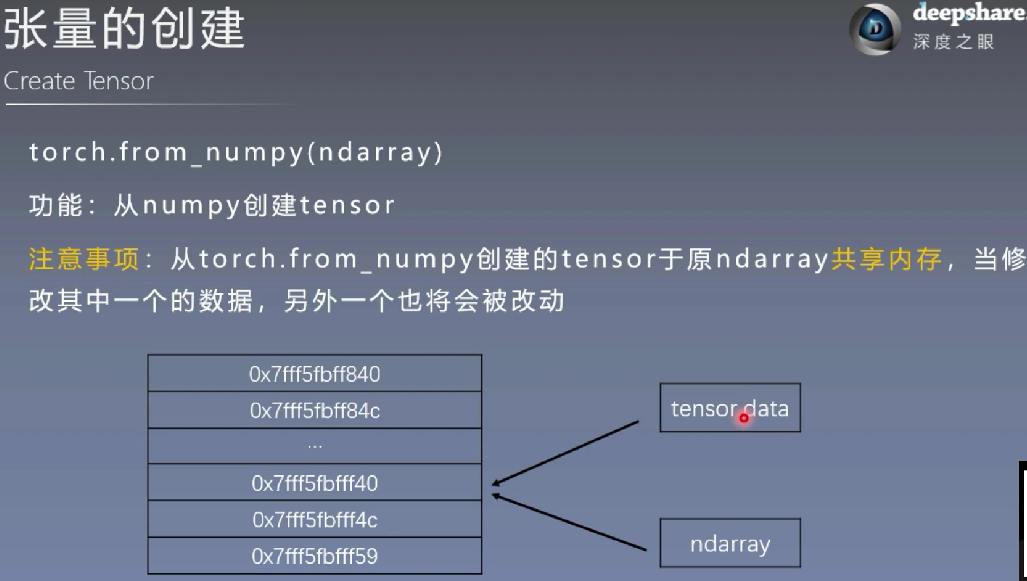 张量的创建
deepshare.
深度之眼
Create Tensor
torch.from_numpy(ndarray)
功能：从numpy创建tensor
注意事项：从torch.from_numpy创建的tensor于原ndarray共享内存，当修
改其中一个的数据，另外一个也将会被改动
0x7fff5fbff840
0x7fff5fbff84c
...
0x7fff5fbfff40
0x7fff5fbfff4c
0x7fff5fbfff59
tensor.data
ndarray